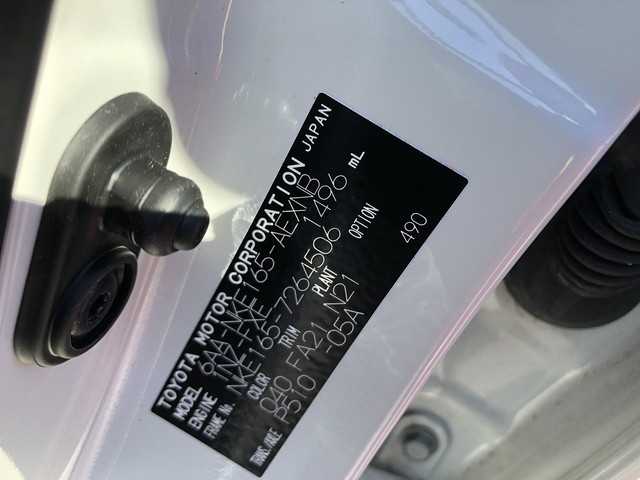 TOYOTA MOTOR CORPORATION JAPAN
MODEL 6AA-NKE165-AEXNB
ENGINE 1NZ-FXE 1496 mL
FRAME No. NKE165-7264506
COLOR TRIM PLANT OPTION
040 FA21 N21 490
TRANS./AXLE P510 -05A